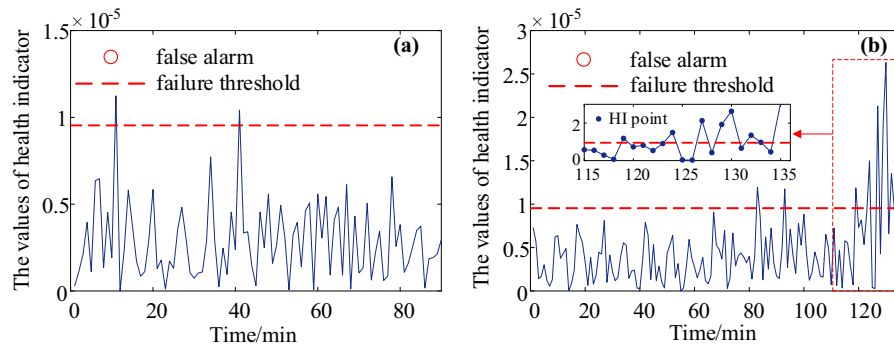 1.5 × 10⁻⁵
(a)
false alarm
failure threshold
The values of health indicator
1
0.5
0
0 20 40 60 80
Time/min
3 × 10⁻⁵
(b)
false alarm
failure threshold
The values of health indicator
2.5
2
1.5
1
0.5
0
HI point
2
0
115 120 125 130 135
0 20 40 60 80 100 120
Time/min